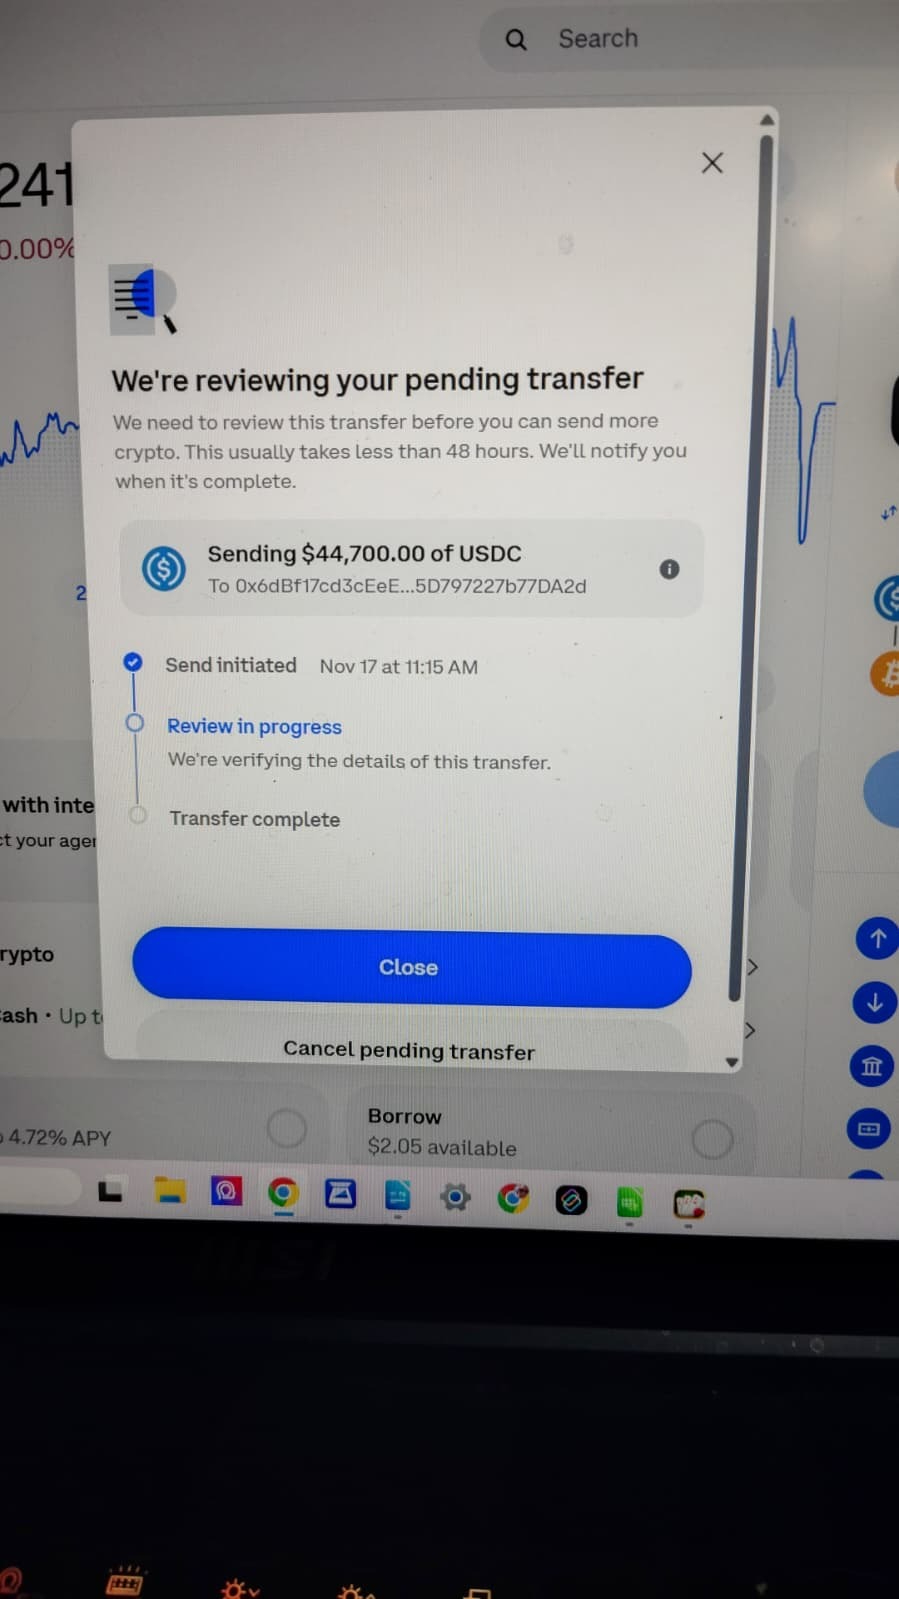 Search
241
0.00%
We're reviewing your pending transfer
We need to review this transfer before you can send more
crypto. This usually takes less than 48 hours. We'll notify you
when it's complete.
Sending $44,700.00 of USDC
To 0x6dBf17cd3cEeE...5D797227b77DA2d
Send initiated Nov 17 at 11:15 AM
2
Review in progress
We're verifying the details of this transfer.
with inte
ct your agen
Transfer complete
rypto
Close
ash • Up t
Cancel pending transfer
4.72% APY
Borrow
$2.05 available
msi